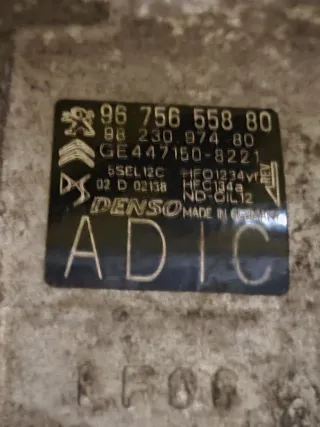 96 756 558 80
98 230 974 80
GE447150-8221
5SEL12C HFO1234yf
02 D 02138 HFC134a
ND-OIL12
DENSO MADE IN GERMANY
ADIC